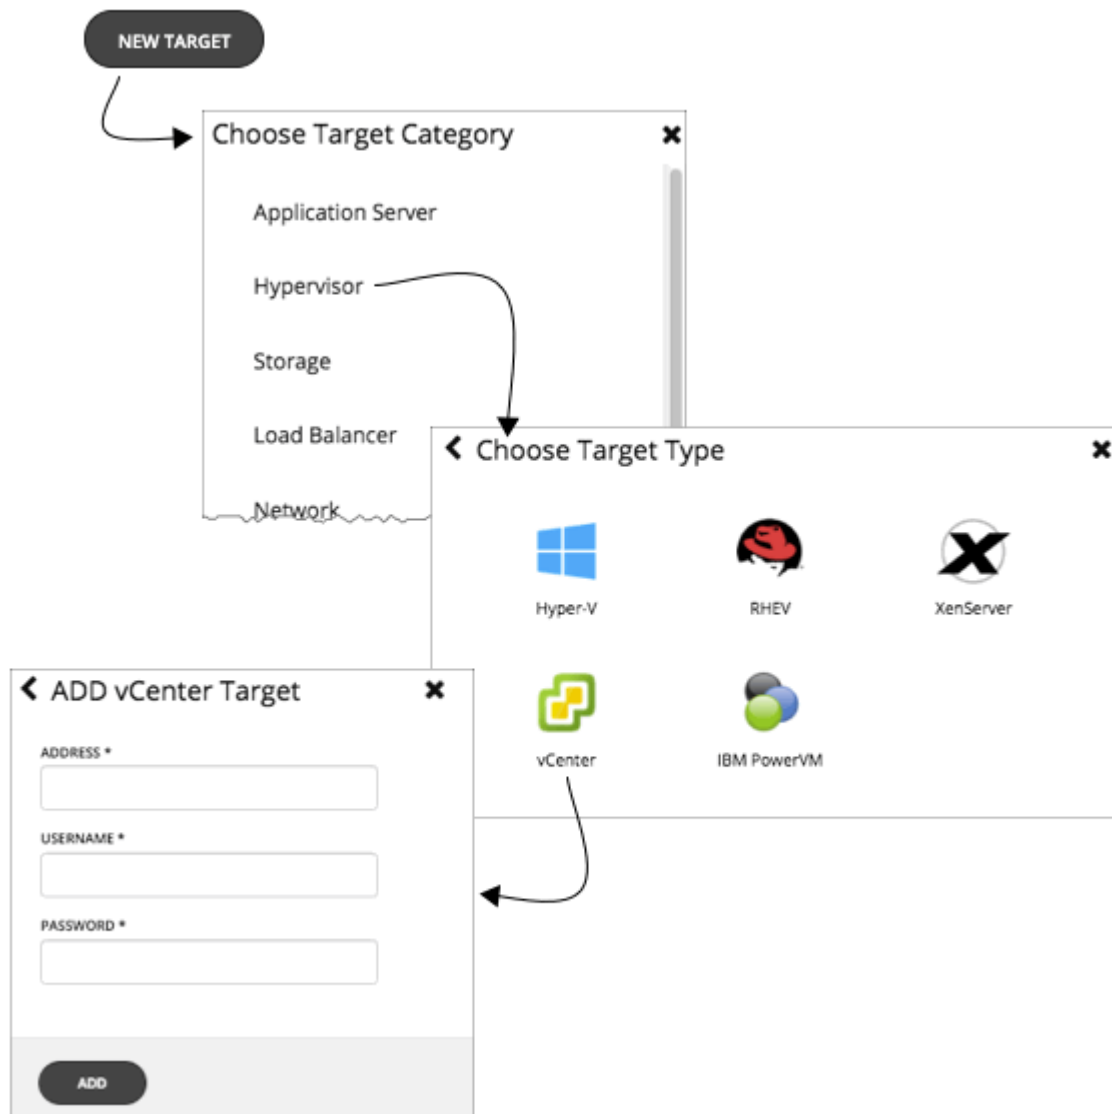 NEW TARGET
Choose Target Category
Application Server
Hypervisor
Storage
Load Balancer
Network
Choose Target Type
Hyper-V
RHEV
XenServer
vCenter
IBM PowerVM
ADD vCenter Target
ADDRESS *
USERNAME *
PASSWORD *
ADD